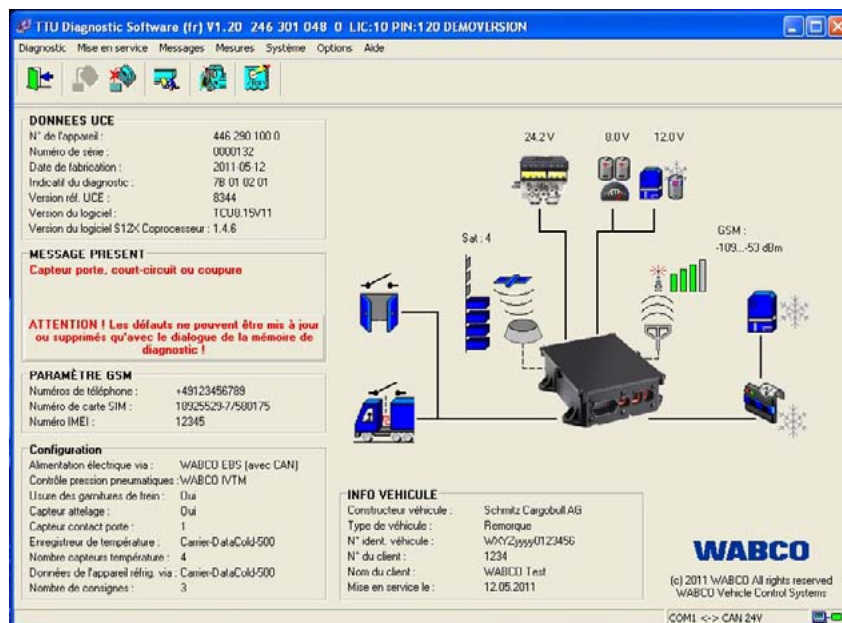 TTU Diagnostic Software (fr) V1.20 246 301 048 0 LIC:10 PIN:120 DEMOVERSION
Diagnostic Mise en service Messages Mesures Système Options Aide
DONNEES UCE
N° de l'appareil : 446 290 100 0
Numéro de série : 0000132
Date de fabrication : 2011-05-12
Indicatif du diagnostic : 7B 01 02 01
Version réf. UCE : 8344
Version du logiciel : TCU8.15V11
Version du logiciel S12X Coprocesseur : 1.4.6
MESSAGE PRESENT
Capteur porte, court-circuit ou coupure
ATTENTION ! Les défauts ne peuvent être mis à jour
ou supprimés qu'avec le dialogue de la mémoire de
diagnostic !
PARAMÈTRE GSM
Numéros de téléphone : +49123456789
Numéro de carte SIM : 10925529-7/500175
Numéro IMEI : 12345
Configuration
Alimentation électrique via : WABCO EBS (avec CAN)
Contrôle pression pneumatiques : WABCO IVTM
Usure des garnitures de frein : Oui
Capteur attelage : Oui
Capteur contact porte : 1
Enregistreur de température : Carrier-DataCold-500
Nombre capteurs température : 4
Données de l'appareil réfrig. via : Carrier-DataCold-500
Nombre de consignes : 3
24.2 V 8.0 V 12.0 V
Sat : 4
GSM :
-109...-53 dBm
INFO VEHICULE
Constructeur véhicule : Schmitz Cargobull AG
Type de véhicule : Remorque
N° ident. véhicule : WXYZyyyy0123456
N° du client : 1234
Nom du client : WABCO Test
Mise en service le : 12.05.2011
WABCO
(c) 2011 WABCO All rights reserved
WABCO Vehicle Control Systems
COM1 <-> CAN 24V